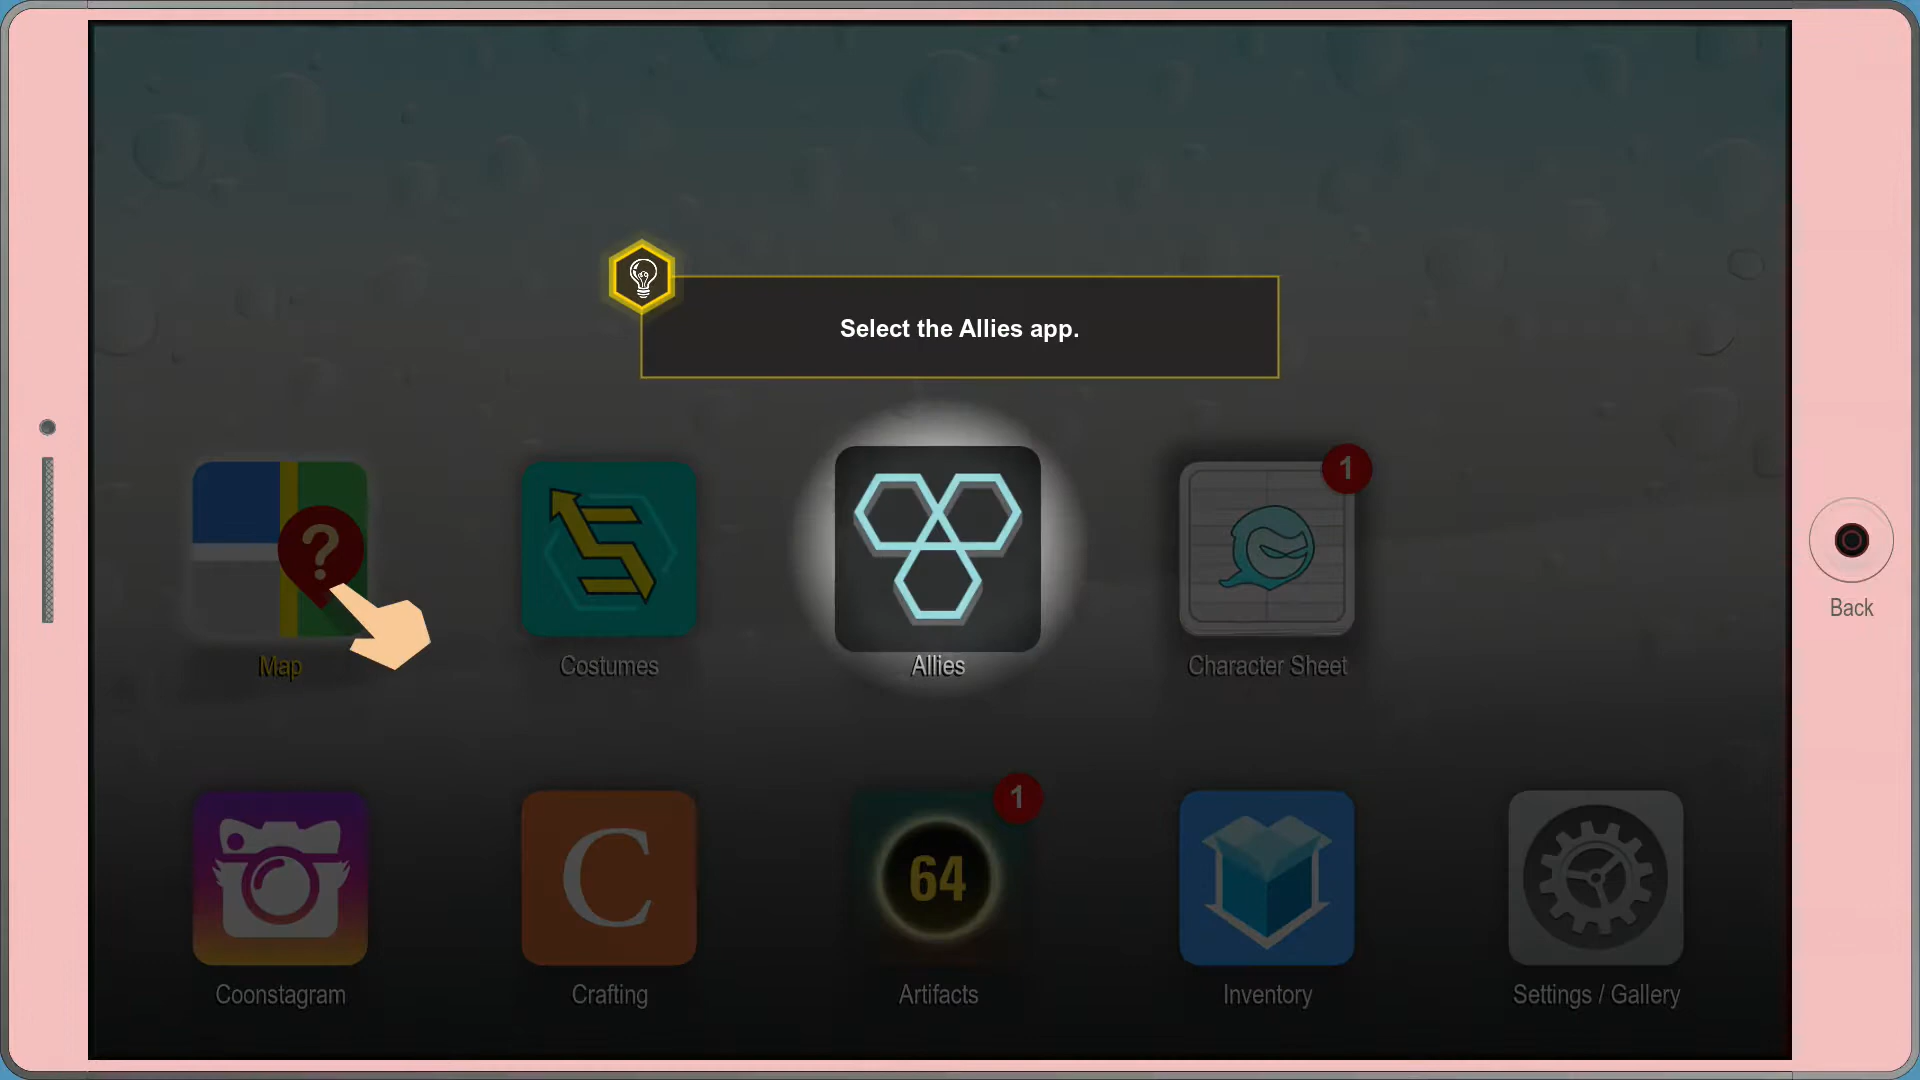 Select the Allies app.
1
?
Map
Costumes
Allies
Character Sheet
Back
C
1
64
Coonstagram
Crafting
Artifacts
Inventory
Settings / Gallery